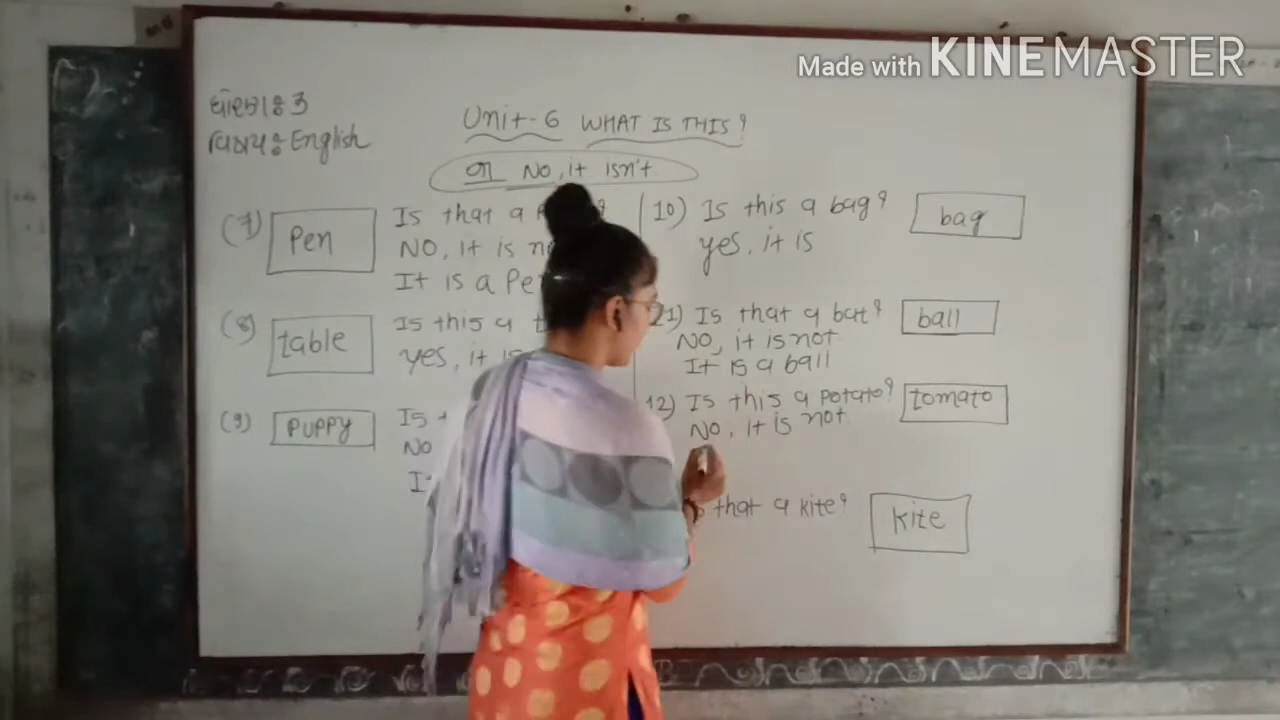 Made with KINEMASTER
ધોરણઃ 3
વિષયઃ English
Unit-6 WHAT IS THIS?
No, it isn't
(7) Pen Is that a
NO, it is
It is a Pe
(8) table Is this a t
yes, it is
(9) PUPPY Is
No
It
10) Is this a bag? bag
yes, it is
11) Is that a bat? ball
NO, it is not
It is a ball
12) Is this a potato? tomato
NO, it is not
that a kite? kite